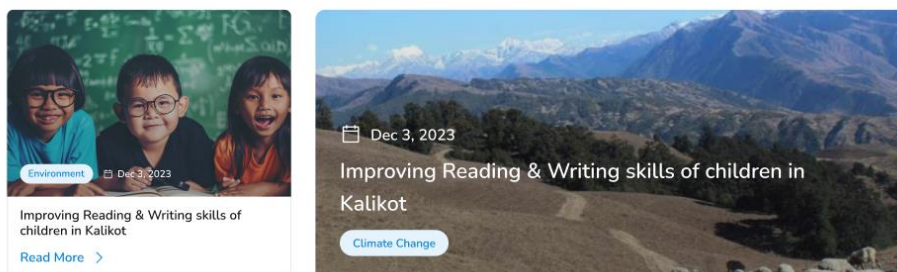 Environment
Dec 3, 2023
Improving Reading & Writing skills of
children in Kalikot
Read More
Dec 3, 2023
Improving Reading & Writing skills of children in
Kalikot
Climate Change